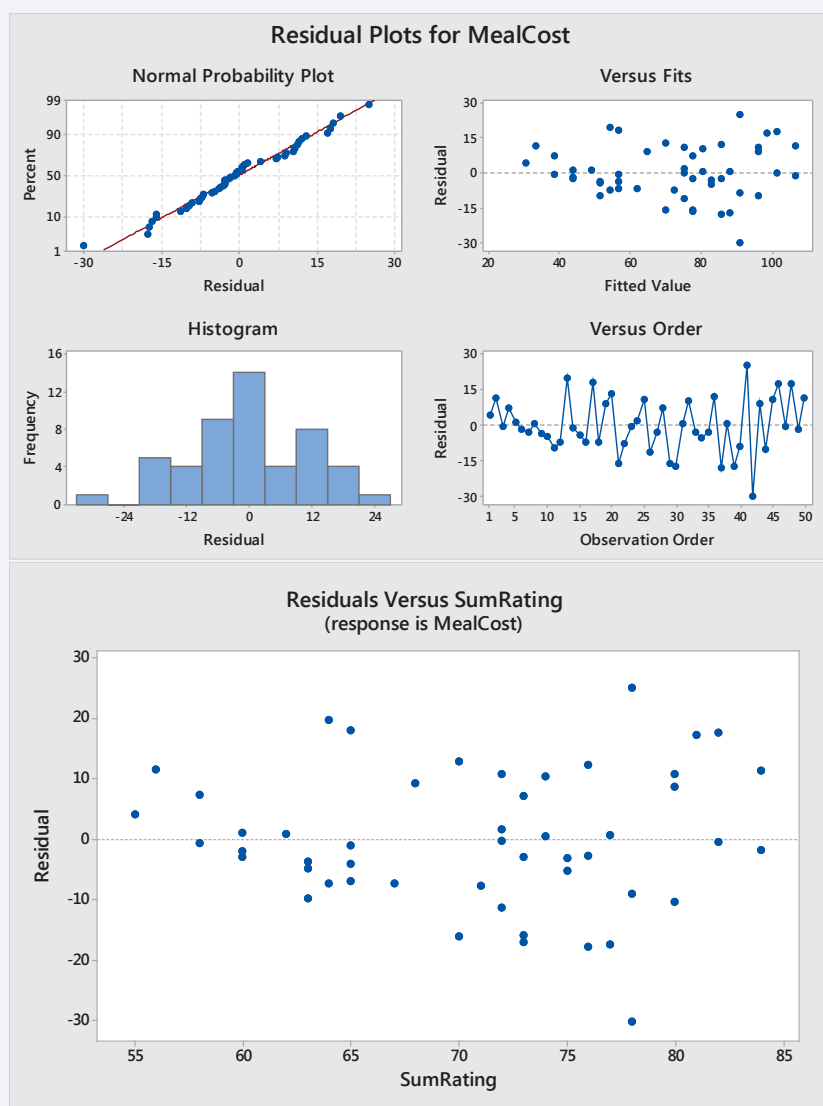 Residual Plots for MealCost
Normal Probability Plot
Percent
99
90
50
10
1
-30 -15 0 15 30
Residual
Versus Fits
Residual
30
15
0
-15
-30
20 40 60 80 100
Fitted Value
Histogram
Frequency
16
12
8
4
0
-24 -12 0 12 24
Residual
Versus Order
Residual
30
15
0
-15
-30
1 5 10 15 20 25 30 35 40 45 50
Observation Order
Residuals Versus SumRating
(response is MealCost)
Residual
30
20
10
0
-10
-20
-30
55 60 65 70 75 80 85
SumRating